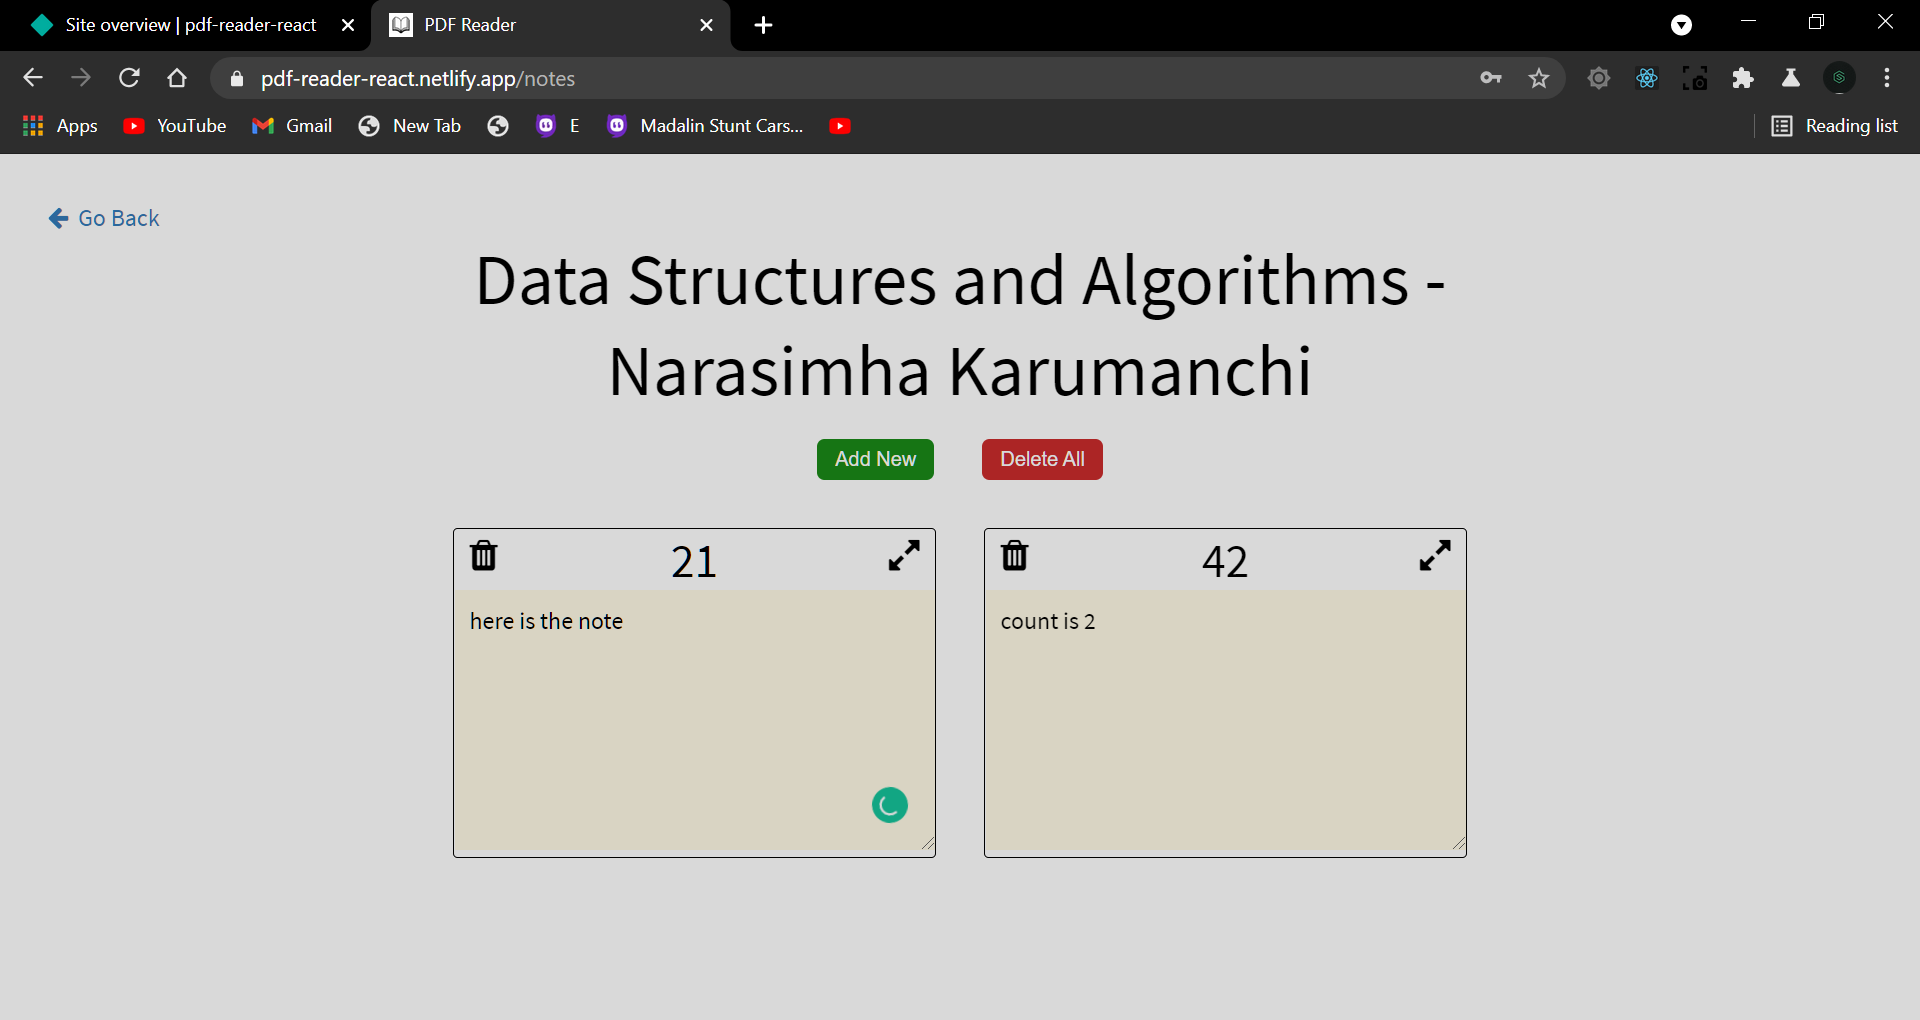 Site overview | pdf-reader-react
PDF Reader
pdf-reader-react.netlify.app/notes
Apps
YouTube
Gmail
New Tab
E
Madalin Stunt Cars...
Reading list
Go Back
Data Structures and Algorithms -
Narasimha Karumanchi
Add New
Delete All
21
42
here is the note
count is 2